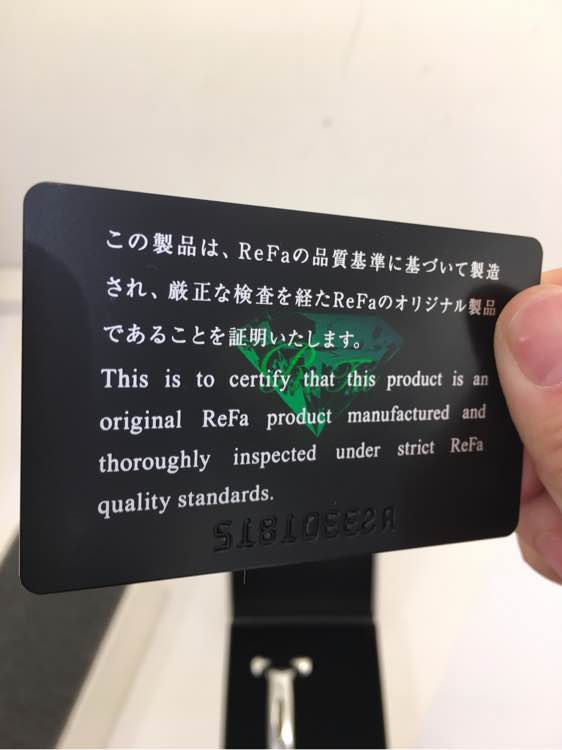 この製品は、ReFaの品質基準に基づいて製造
され、厳正な検査を経たReFaのオリジナル製品
であることを証明いたします。
This is to certify that this product is an
original ReFa product manufactured and
thoroughly inspected under strict ReFa
quality standards.